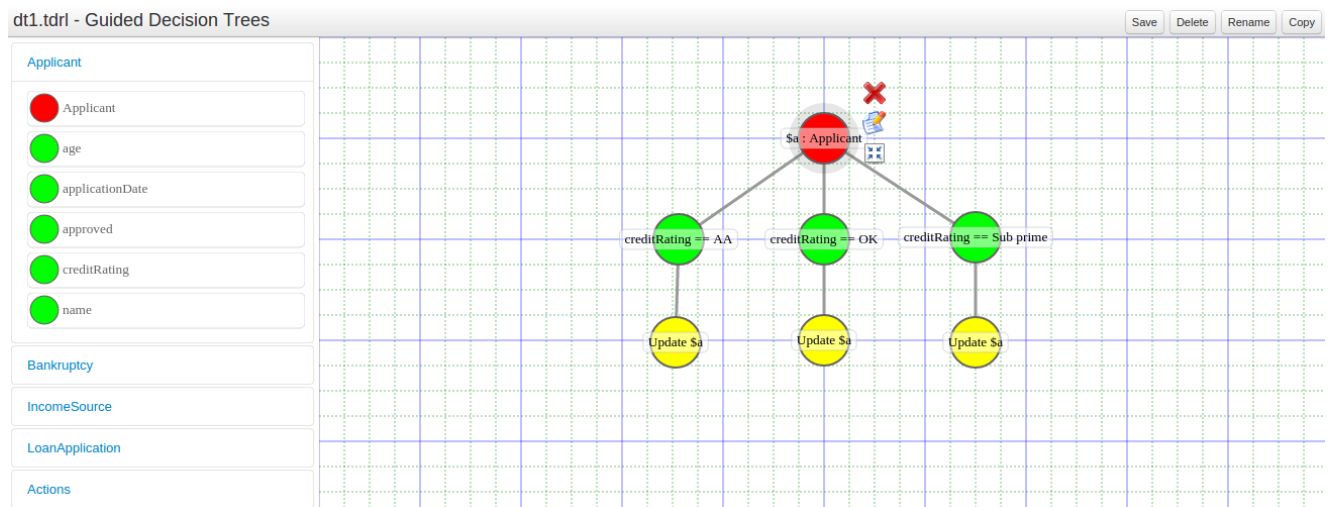 dt1.tdrl - Guided Decision Trees
Save
Delete
Rename
Copy
Applicant
Applicant
age
applicationDate
approved
creditRating
name
Bankruptcy
IncomeSource
LoanApplication
Actions
$a : Applicant
creditRating == AA
creditRating == OK
creditRating == Sub prime
Update $a
Update $a
Update $a